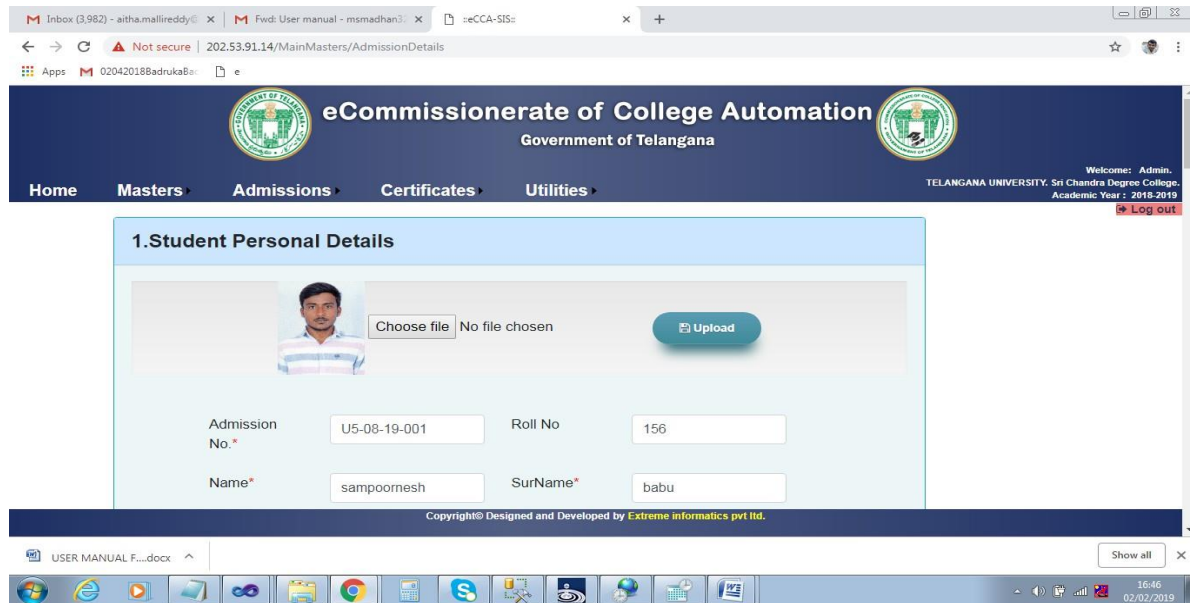 Inbox (3,982) - aitha.mallireddy@
Fwd: User manual - msmadhan3
::eCCA-SIS::
Not secure | 202.53.91.14/MainMasters/AdmissionDetails
Apps 02042018BadrukaBa e
eCommissionerate of College Automation
Government of Telangana
Welcome: Admin.
Home Masters Admissions Certificates Utilities
TELANGANA UNIVERSITY. Sri Chandra Degree College.
Academic Year : 2018-2019
Log out
1.Student Personal Details
Choose file No file chosen Upload
Admission No.* U5-08-19-001 Roll No 156
Name* sampoornesh SurName* babu
Copyright© Designed and Developed by Extreme informatics pvt ltd.
USER MANUAL F....docx Show all
16:46
02/02/2019